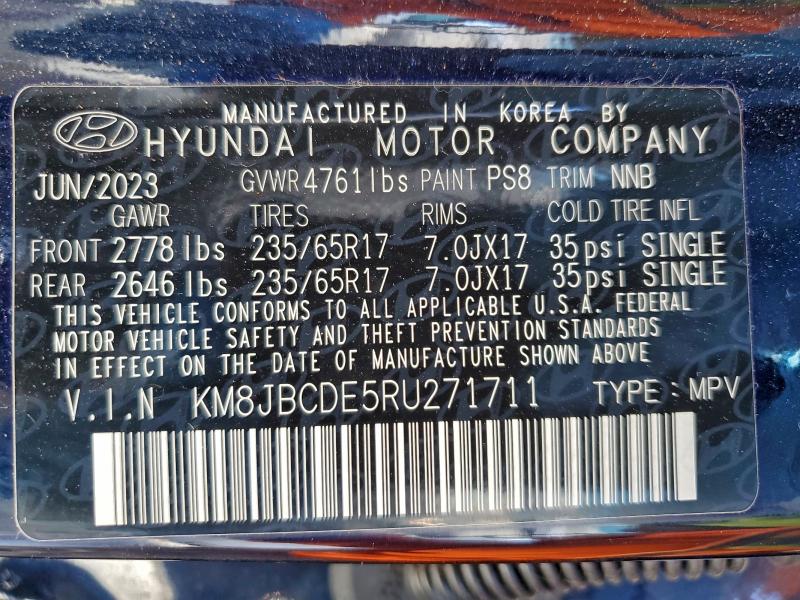 MANUFACTURED IN KOREA BY
HYUNDAI MOTOR COMPANY
JUN/2023 GVWR 4761lbs PAINT PS8 TRIM NNB
GAWR TIRES RIMS COLD TIRE INFL
FRONT 2778 lbs 235/65R17 7.0JX17 35psi SINGLE
REAR 2646 lbs 235/65R17 7.0JX17 35psi SINGLE
THIS VEHICLE CONFORMS TO ALL APPLICABLE U.S.A. FEDERAL
MOTOR VEHICLE SAFETY AND THEFT PREVENTION STANDARDS
IN EFFECT ON THE DATE OF MANUFACTURE SHOWN ABOVE
V.I.N KM8JBCDE5RU271711 TYPE : MPV